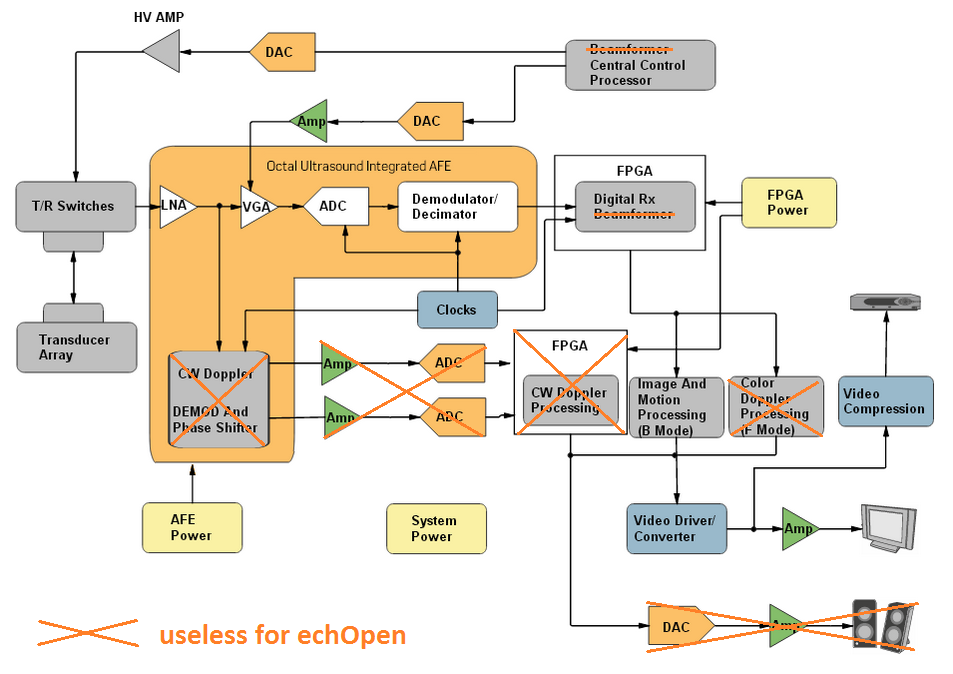 HV AMP
DAC
Beamformer
Central Control
Processor
Amp
DAC
Octal Ultrasound Integrated AFE
FPGA
T/R Switches
LNA
VGA
ADC
Demodulator/
Decimator
Digital Rx
Beamformer
FPGA
Power
Clocks
Transducer
Array
FPGA
Amp
ADC
CW Doppler
DEMOD And
Phase Shifter
CW Doppler
Processing
Image And
Motion
Processing
(B Mode)
Color
Doppler
Processing
(F Mode)
Video
Compression
Amp
ADC
AFE
Power
System
Power
Video Driver/
Converter
Amp
DAC
Amp
useless for echOpen